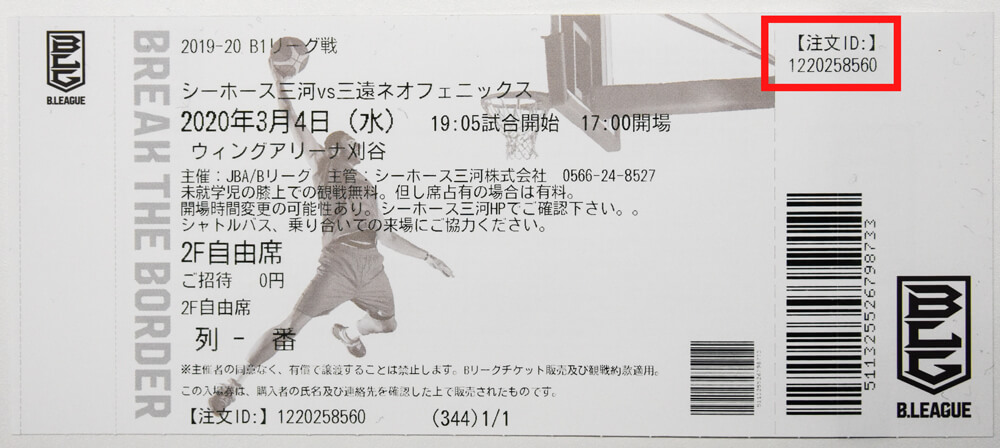 B.LEAGUE
BREAK THE BORDER
2019-20 B1リーグ戦
シーホース三河vs三遠ネオフェニックス
2020年3月4日（水） 19:05試合開始 17:00開場
ウィングアリーナ刈谷
主催：JBA/Bリーグ 主管：シーホース三河株式会社 0566-24-8527
未就学児の膝上での観戦無料。但し席占有の場合は有料。
開場時間変更の可能性あり。シーホース三河HPでご確認下さい。。
シャトルバス、乗り合いでの来場にご協力ください。
2F自由席
ご招待 0円
2F自由席
列 - 番
※主催者の同意なく、有償で譲渡することは禁止します。Bリーグチケット販売及び観戦約款適用。
この入場券は、購入者の氏名及び連絡先を確認した上で販売されたものです。
【注文ID:】1220258560 (344)1/1
【注文ID:】
1220258560
511325526798733
B.LEAGUE